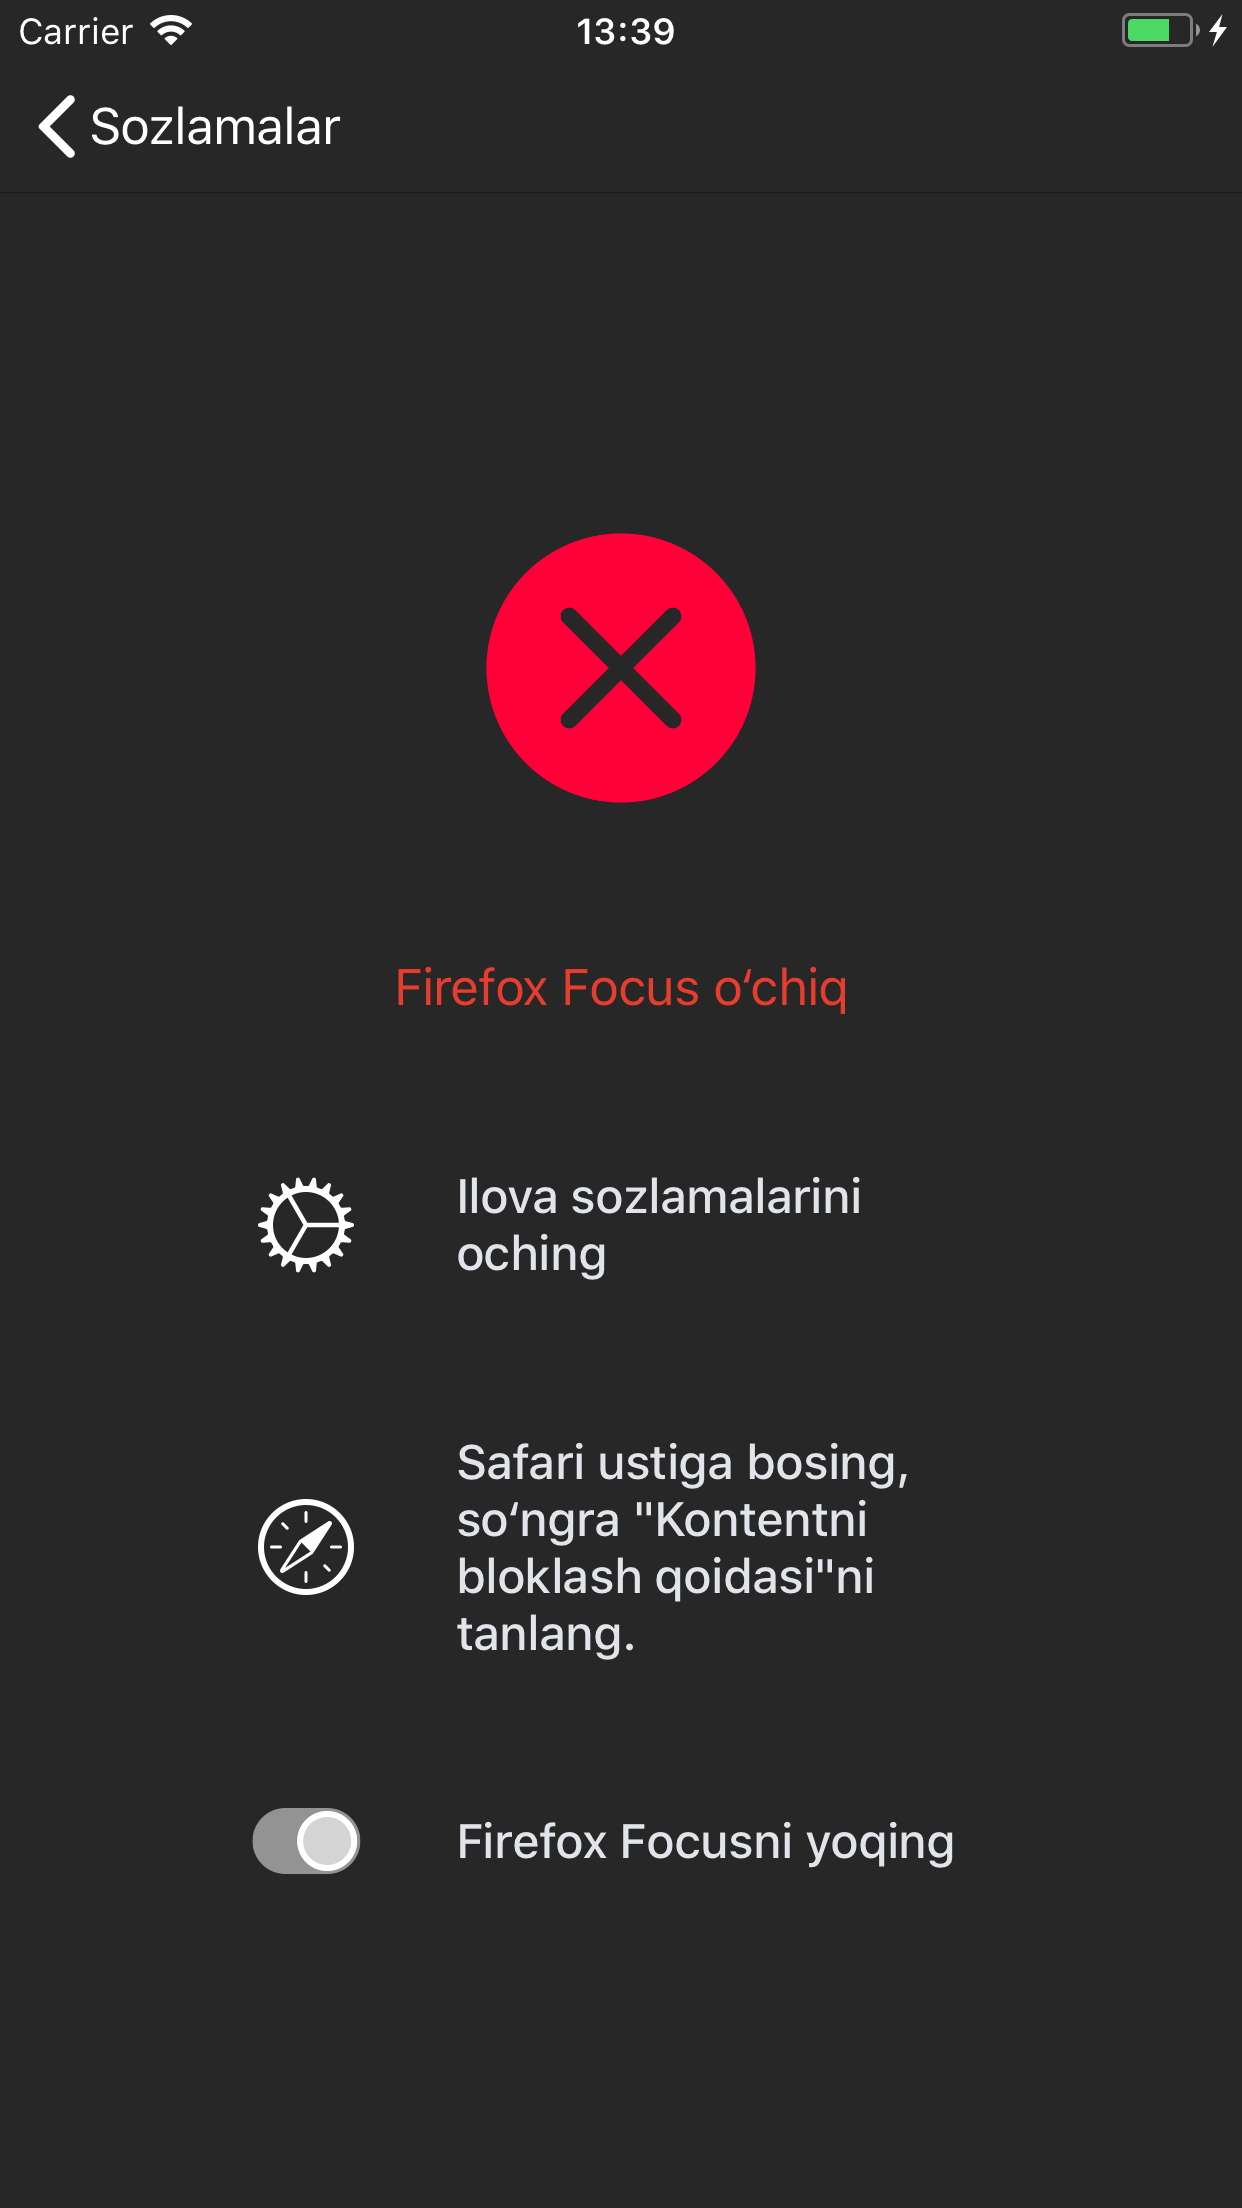 Carrier
13:39
Sozlamalar
Firefox Focus o‘chiq
Ilova sozlamalarini
oching
Safari ustiga bosing,
so‘ngra "Kontentni
bloklash qoidasi"ni
tanlang.
Firefox Focusni yoqing